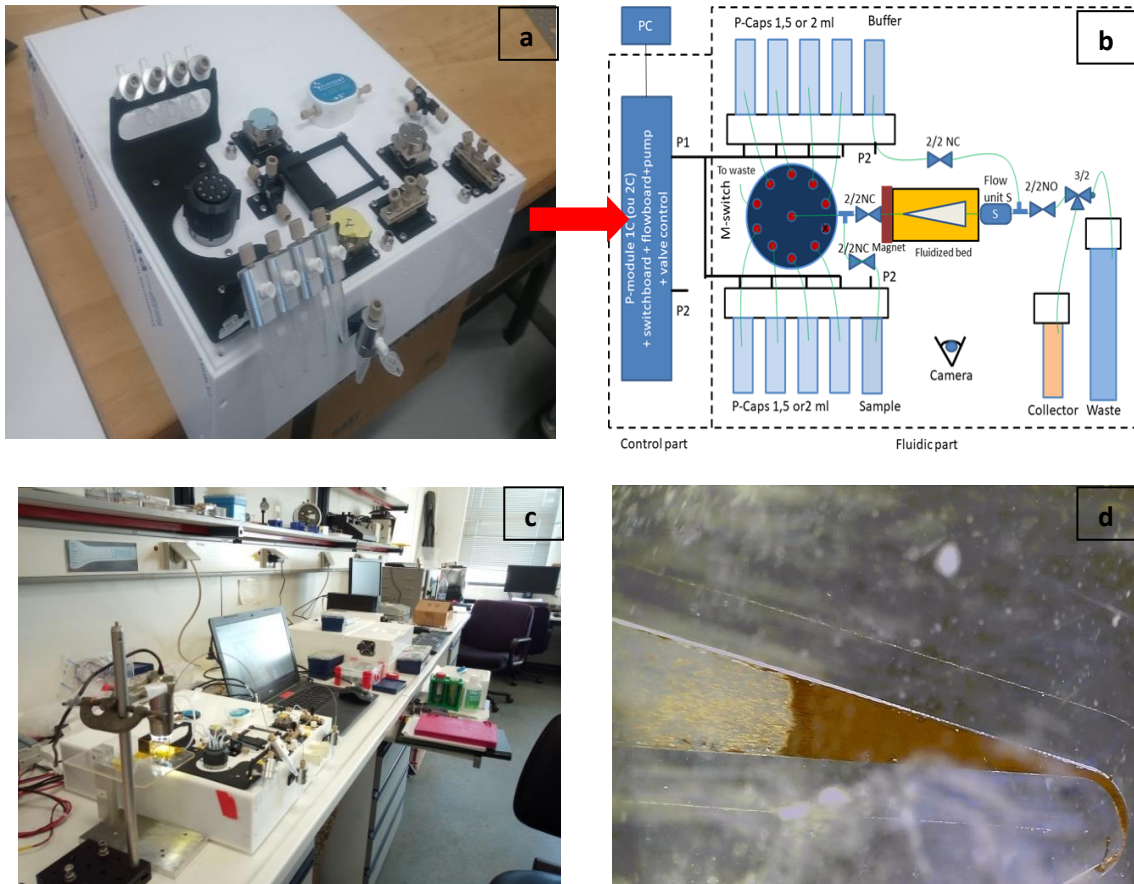 a
b
PC
P-Caps 1,5 or 2 ml
Buffer
P-module 1C (ou 2C)
+ switchboard + flowboard+pump
+ valve control
P1
P2
P2
P2
To waste
M-switch
2/2 NC
2/2NC
2/2NC
Magnet
Fluidized bed
Flow
unit S
S
2/2NO
3/2
Camera
P-Caps 1,5 or2 ml
Sample
Collector
Waste
Control part
Fluidic part
c
d